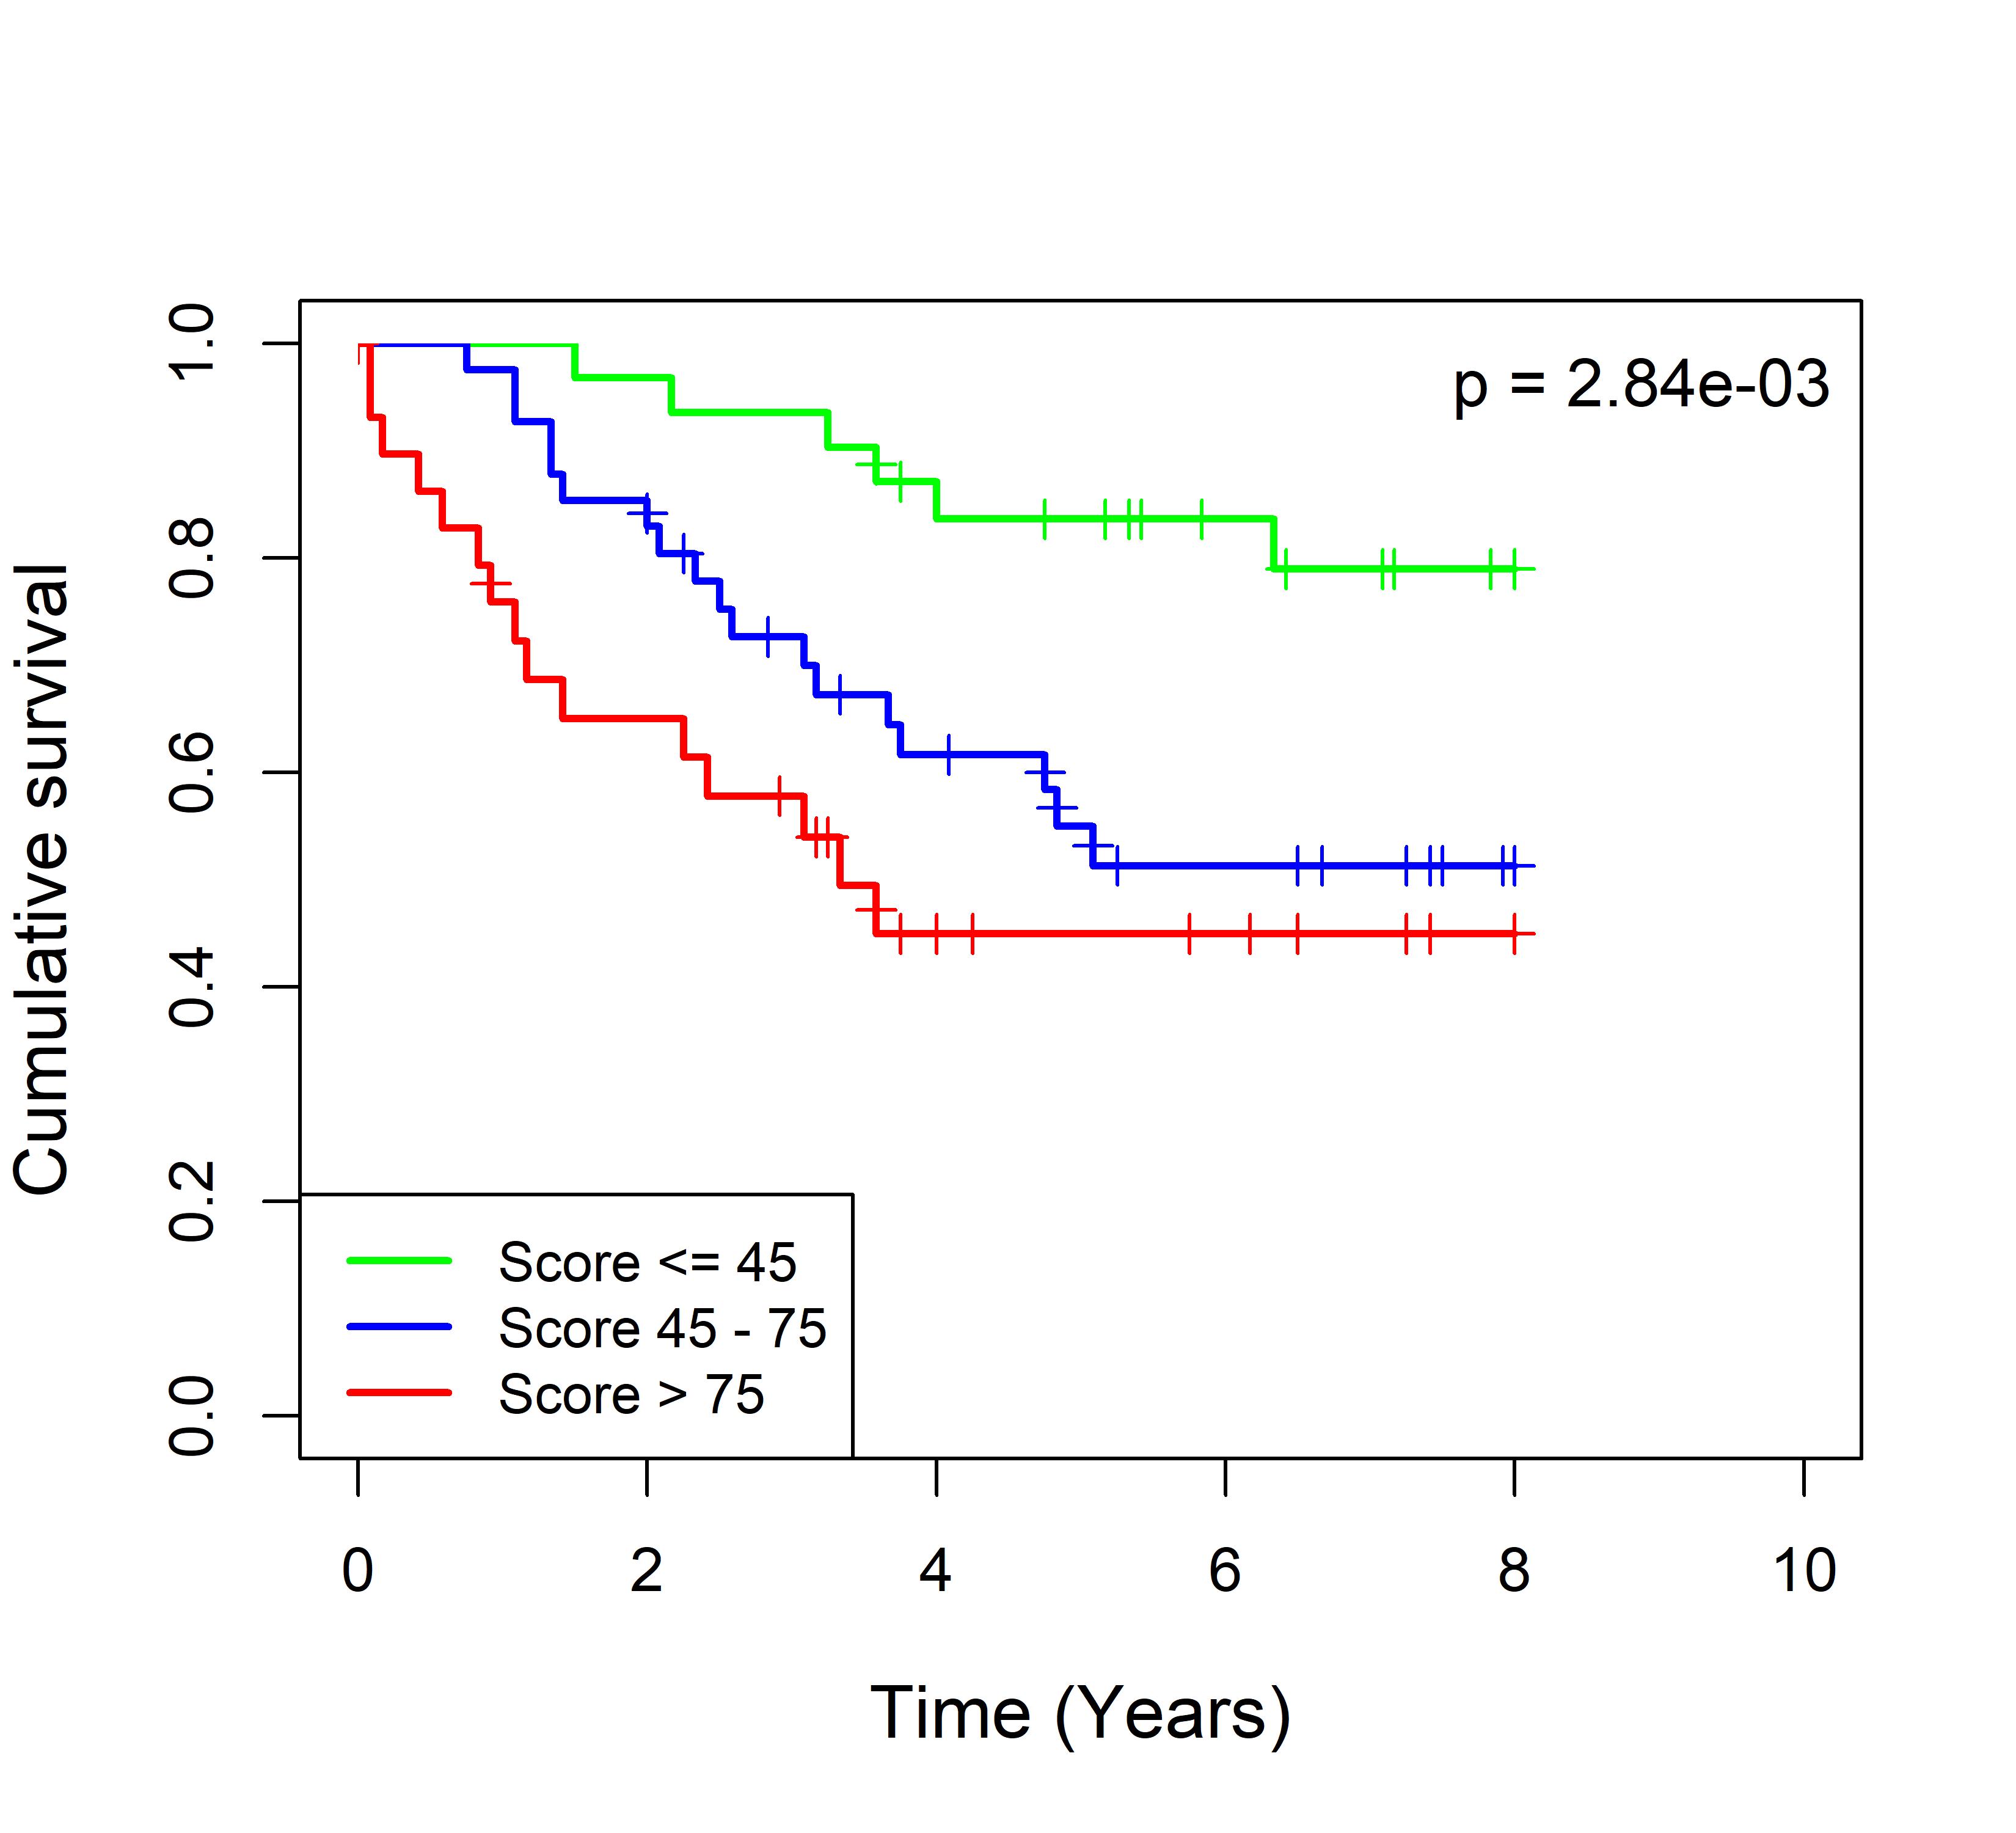 p = 2.84e-03
Cumulative survival
1.0
0.8
0.6
0.4
0.2
0.0
Score <= 45
Score 45 - 75
Score > 75
0 2 4 6 8 10
Time (Years)